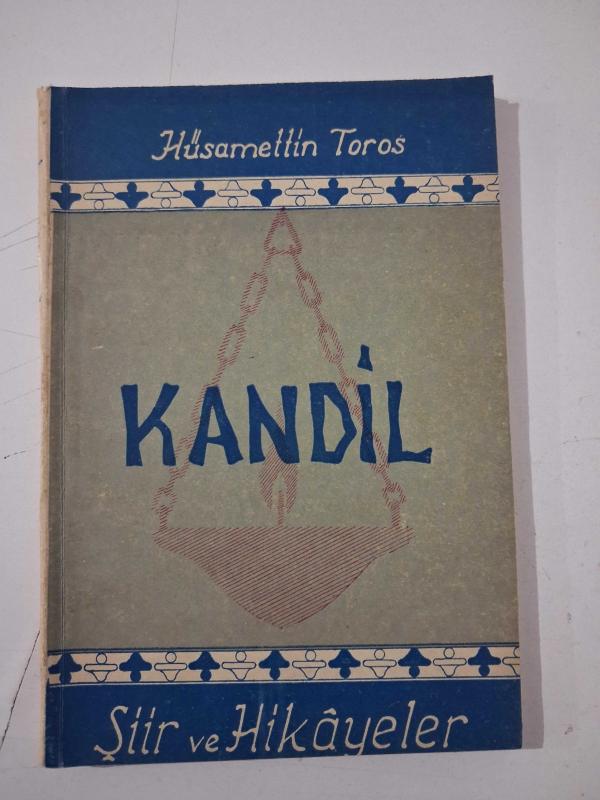 Hüsamettin Toros
KANDİL
Şiir ve Hikâyeler